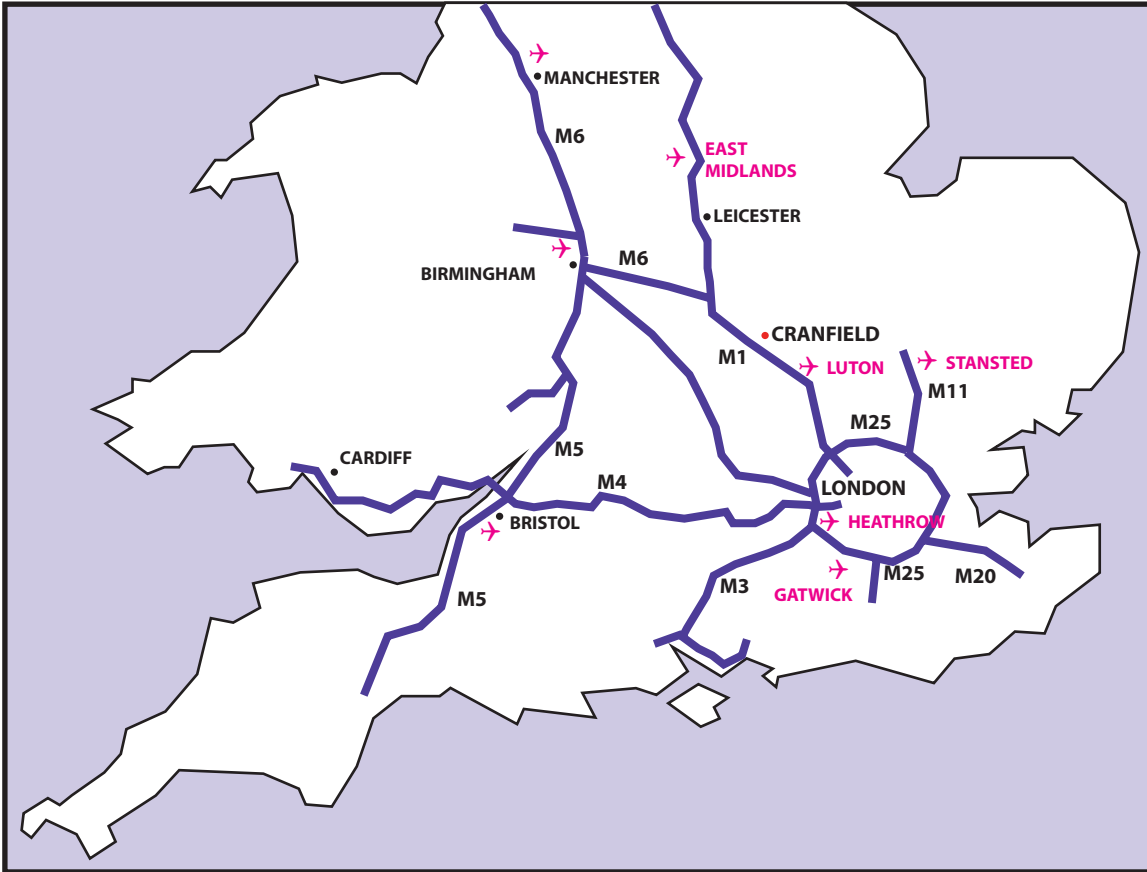 MANCHESTER
M6
EAST
MIDLANDS
LEICESTER
M6
BIRMINGHAM
CRANFIELD
M1
LUTON
STANSTED
M11
M25
M5
CARDIFF
M4
LONDON
BRISTOL
HEATHROW
M25
M20
M3
GATWICK
M5